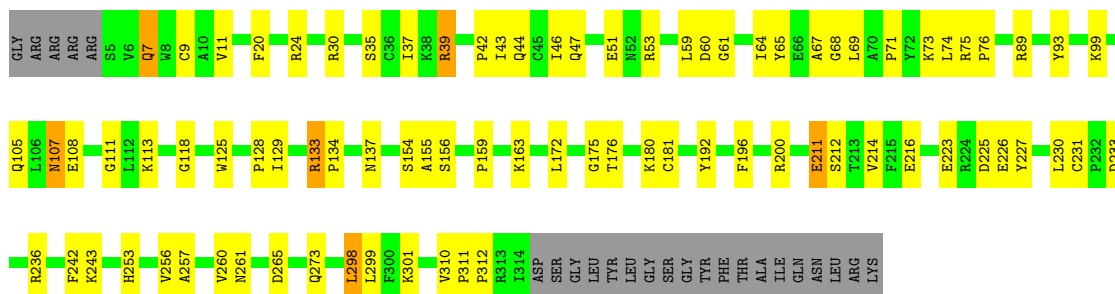 GLY ARG ARG ARG ARG S5 V6 Q7 W8 C9 A10 V11 F20 R24 R30 S35 C36 I37 K38 R39 P42 I43 Q44 C45 I46 Q47 E51 N52 R53 L59 D60 G61 I64 Y65 E66 A67 G68 L69 A70 P71 Y72 K73 L74 R75 P76 R89 Y93 K99
Q105 L106 N107 E108 G111 L112 K113 G118 W125 P128 I129 R133 P134 N137 S154 A155 S156 P159 K163 L172 G175 T176 K180 C181 Y192 F196 R200 E211 S212 T213 V214 F215 E216 E223 R224 D225 E226 Y227 L230 C231 P232
R236 F242 K243 H253 V256 A257 V260 N261 D265 Q273 L298 L299 F300 K301 V310 P311 P312 R313 I314 ASP SER GLY LEU TYR LEU GLY SER GLY TYR PHE THR ALA ILE GLN ASN LEU ARG LYS